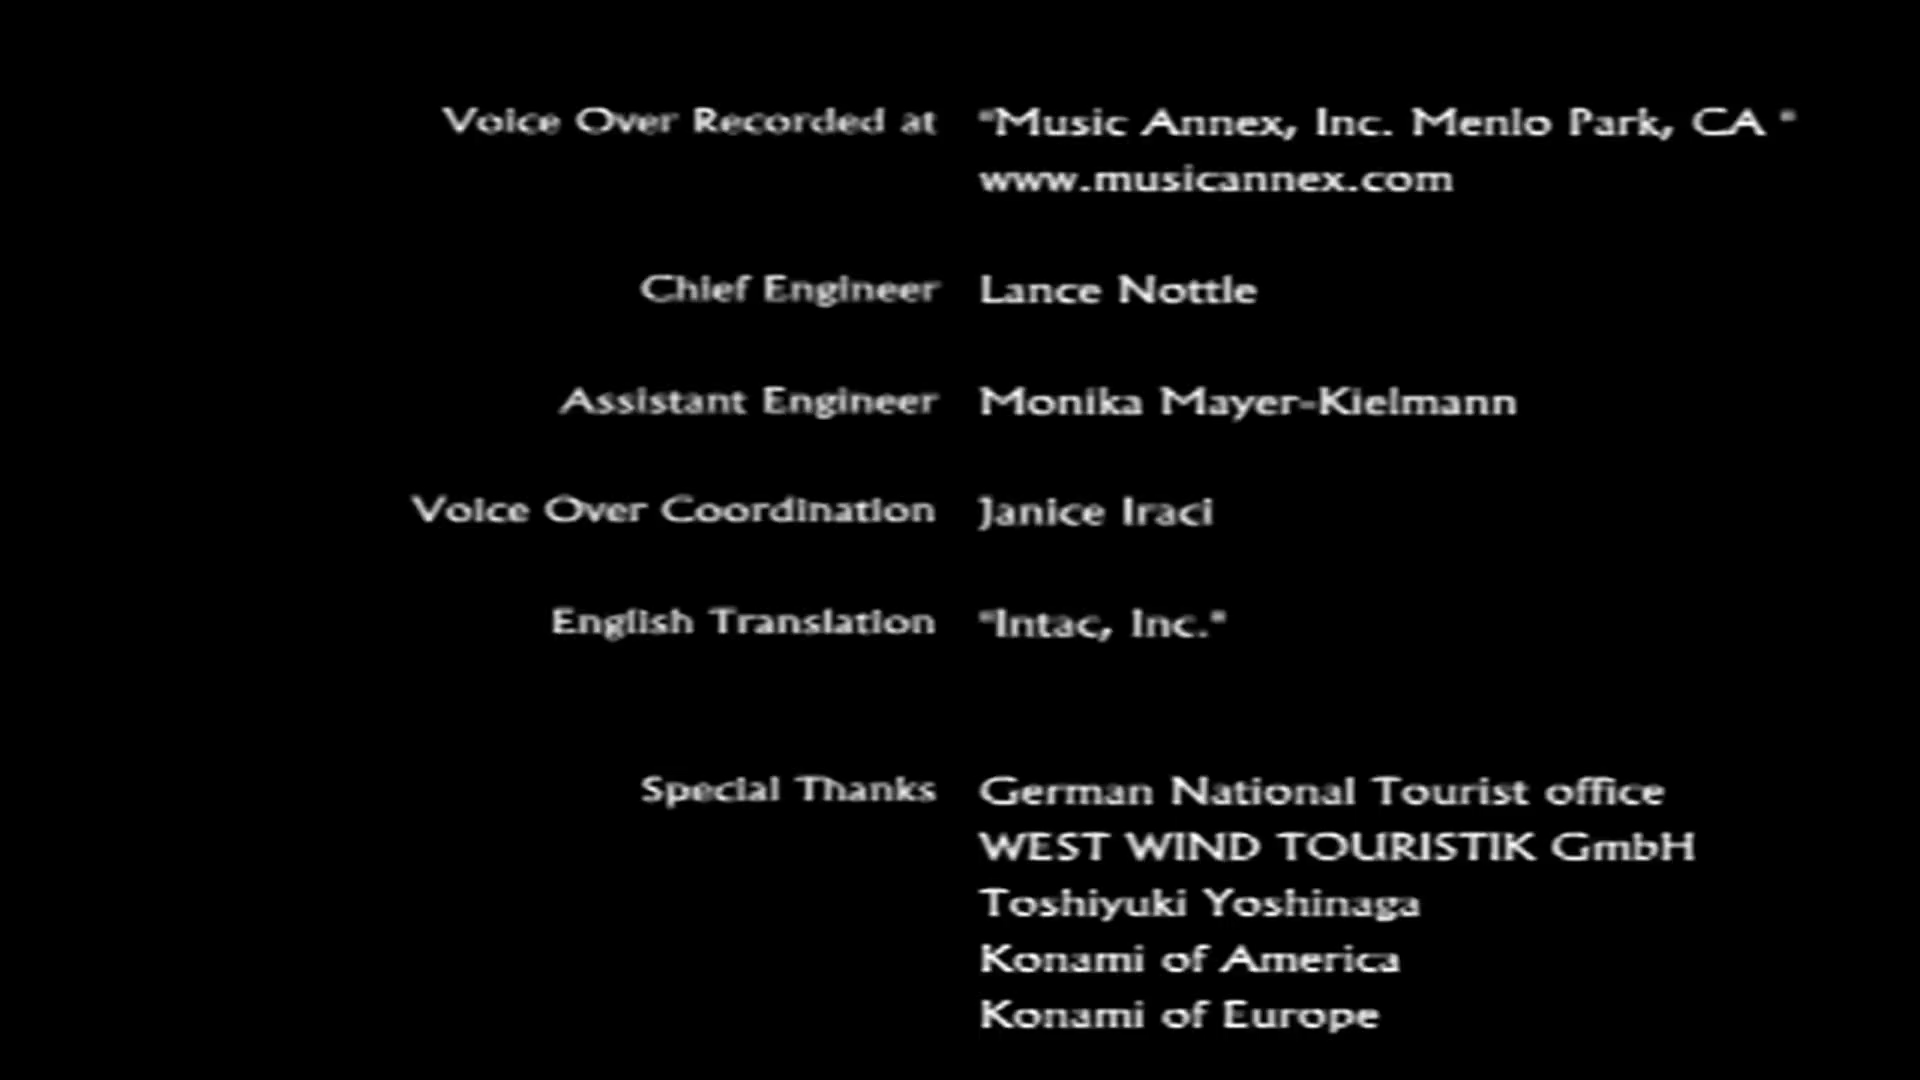 Voice Over Recorded at "Music Annex, Inc. Menlo Park, CA "
www.musicannex.com
Chief Engineer Lance Nottle
Assistant Engineer Monika Mayer-Kielmann
Voice Over Coordination Janice Iraci
English Translation "Intac, Inc."
Special Thanks German National Tourist office
WEST WIND TOURISTIK GmbH
Toshiyuki Yoshinaga
Konami of America
Konami of Europe